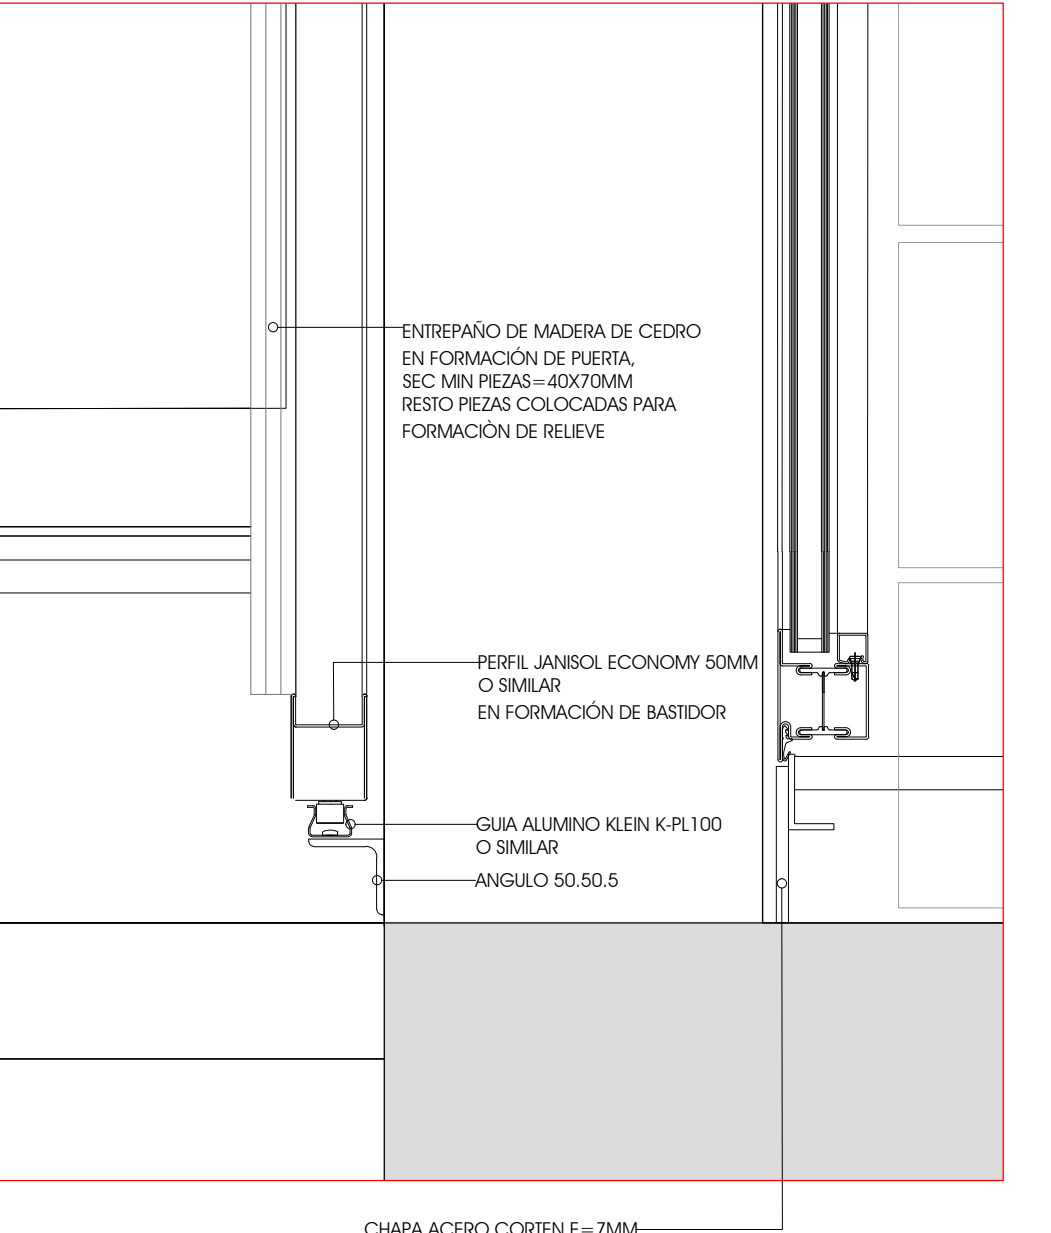 ENTREPAÑO DE MADERA DE CEDRO
EN FORMACIÓN DE PUERTA,
SEC MIN PIEZAS=40X70MM
RESTO PIEZAS COLOCADAS PARA
FORMACIÒN DE RELIEVE
PERFIL JANISOL ECONOMY 50MM
O SIMILAR
EN FORMACIÓN DE BASTIDOR
GUIA ALUMINO KLEIN K-PL100
O SIMILAR
ANGULO 50.50.5
CHAPA ACERO CORTEN E=7MM